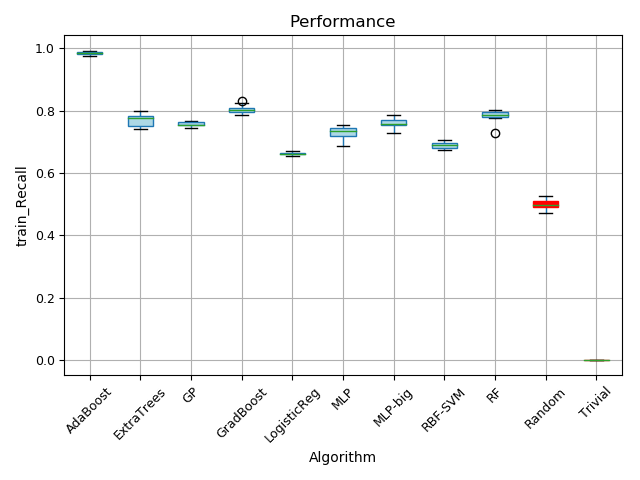 Performance
train_Recall
1.0
0.8
0.6
0.4
0.2
0.0
AdaBoost
ExtraTrees
GP
GradBoost
LogisticReg
MLP
MLP-big
RBF-SVM
RF
Random
Trivial
Algorithm